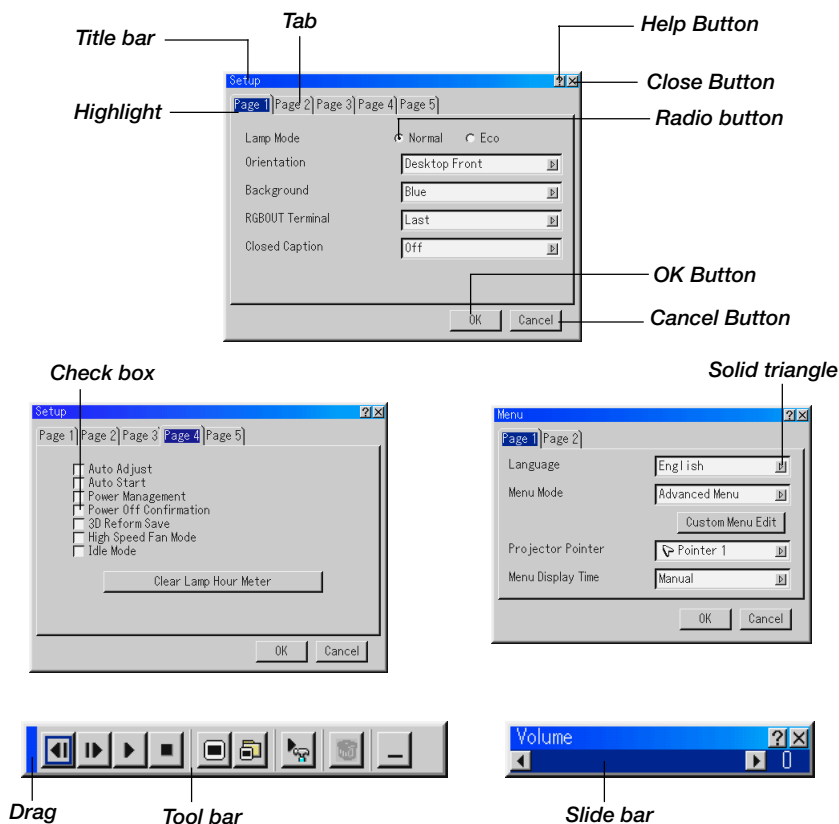 Title bar
Tab
Help Button
Setup
?
Close Button
Highlight
Page 1 Page 2 Page 3 Page 4 Page 5
Radio button
Lamp Mode Normal Eco
Orientation Desktop Front
Background Blue
RGBOUT Terminal Last
Closed Caption Off
OK Button
OK Cancel
Cancel Button
Check box
Setup ?
Page 1 Page 2 Page 3 Page 4 Page 5
Auto Adjust
Auto Start
Power Management
Power Off Confirmation
3D Reform Save
High Speed Fan Mode
Idle Mode
Clear Lamp Hour Meter
OK Cancel
Solid triangle
Menu ?
Page 1 Page 2
Language English
Menu Mode Advanced Menu
Custom Menu Edit
Projector Pointer Pointer 1
Menu Display Time Manual
OK Cancel
Drag
Tool bar
Volume ?
0
Slide bar